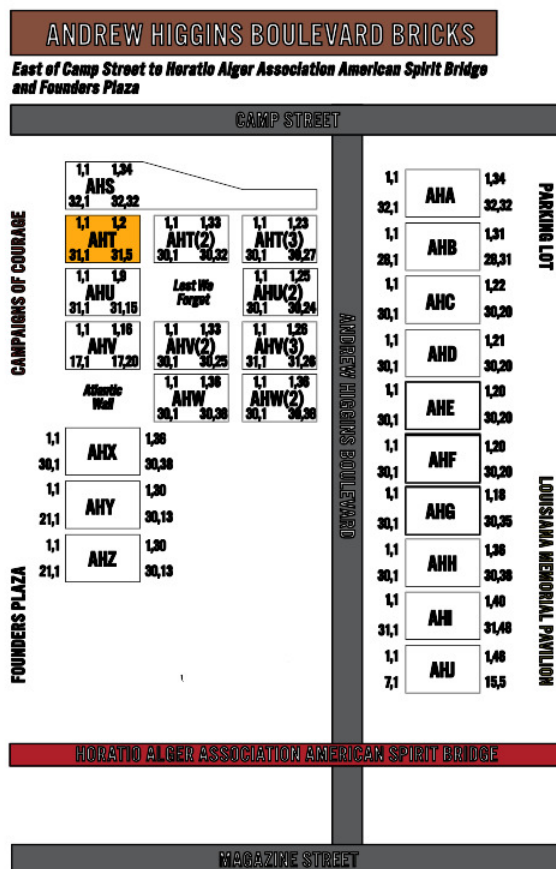 ANDREW HIGGINS BOULEVARD BRICKS
East of Camp Street to Horatio Alger Association American Spirit Bridge
and Founders Plaza
CAMP STREET
CAMPAIGNS OF COURAGE
FOUNDERS PLAZA
1,1 1,34
AHS
32,1 32,32
1,1 1,2
AHT
31,1 31,5
1,1 1,33
AHT(2)
30,1 30,32
1,1 1,23
AHT(3)
30,1 30,27
1,1 1,9
AHU
31,1 31,15
Lest We
Forget
1,1 1,25
AHU(2)
30,1 30,24
1,1 1,16
AHV
17,1 17,20
1,1 1,33
AHV(2)
30,1 30,25
1,1 1,26
AHV(3)
31,1 31,26
Atlantic
Wall
1,1 1,36
AHW
30,1 30,38
1,1 1,36
AHW(2)
30,1 30,38
1,1 1,36
AHX
30,1 30,38
1,1 1,30
AHY
21,1 30,13
1,1 1,30
AHZ
21,1 30,13
ANDREW HIGGINS BOULEVARD
1,1 1,34
AHA
32,1 32,32
1,1 1,31
AHB
28,1 28,31
1,1 1,22
AHC
30,1 30,20
1,1 1,21
AHD
30,1 30,20
1,1 1,20
AHE
30,1 30,20
1,1 1,20
AHF
30,1 30,20
1,1 1,18
AHG
30,1 30,35
1,1 1,36
AHH
30,1 30,38
1,1 1,40
AHI
31,1 31,48
1,1 1,48
AHJ
7,1 15,5
PARKING LOT
LOUISIANA MEMORIAL PAVILION
HORATIO ALGER ASSOCIATION AMERICAN SPIRIT BRIDGE
MAGAZINE STREET